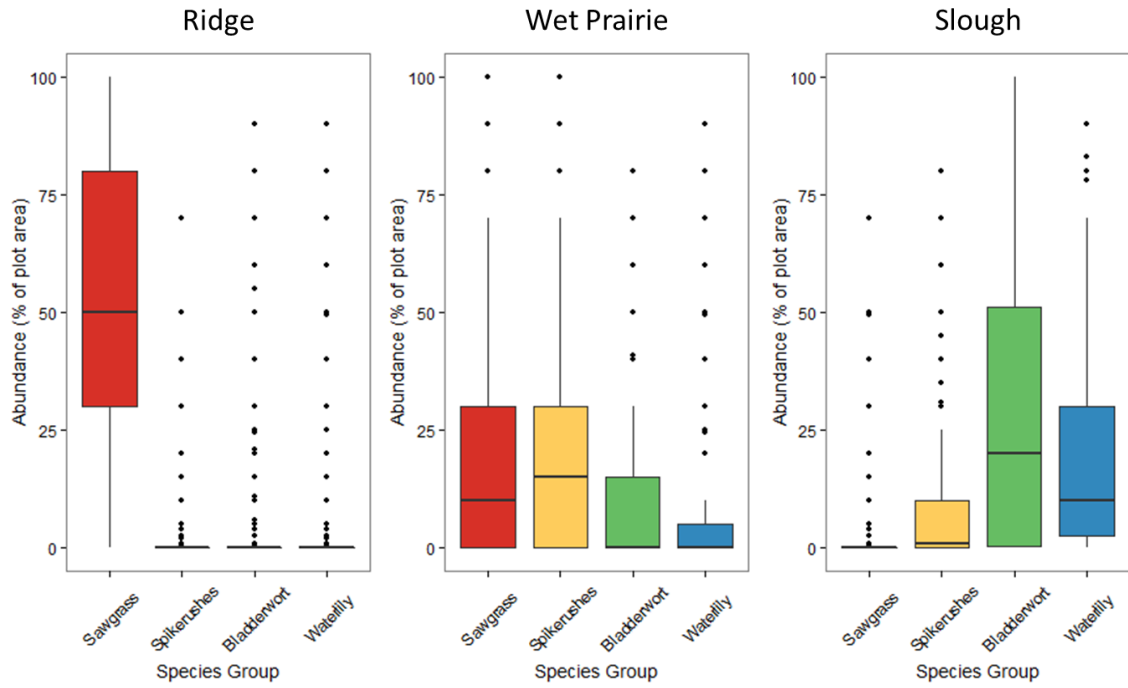 Ridge
Wet Prairie
Slough
Abundance (% of plot area)
100
75
50
25
0
Sawgrass
Spikerushes
Bladderwort
Waterlily
Species Group
Abundance (% of plot area)
100
75
50
25
0
Sawgrass
Spikerushes
Bladderwort
Waterlily
Species Group
Abundance (% of plot area)
100
75
50
25
0
Sawgrass
Spikerushes
Bladderwort
Waterlily
Species Group